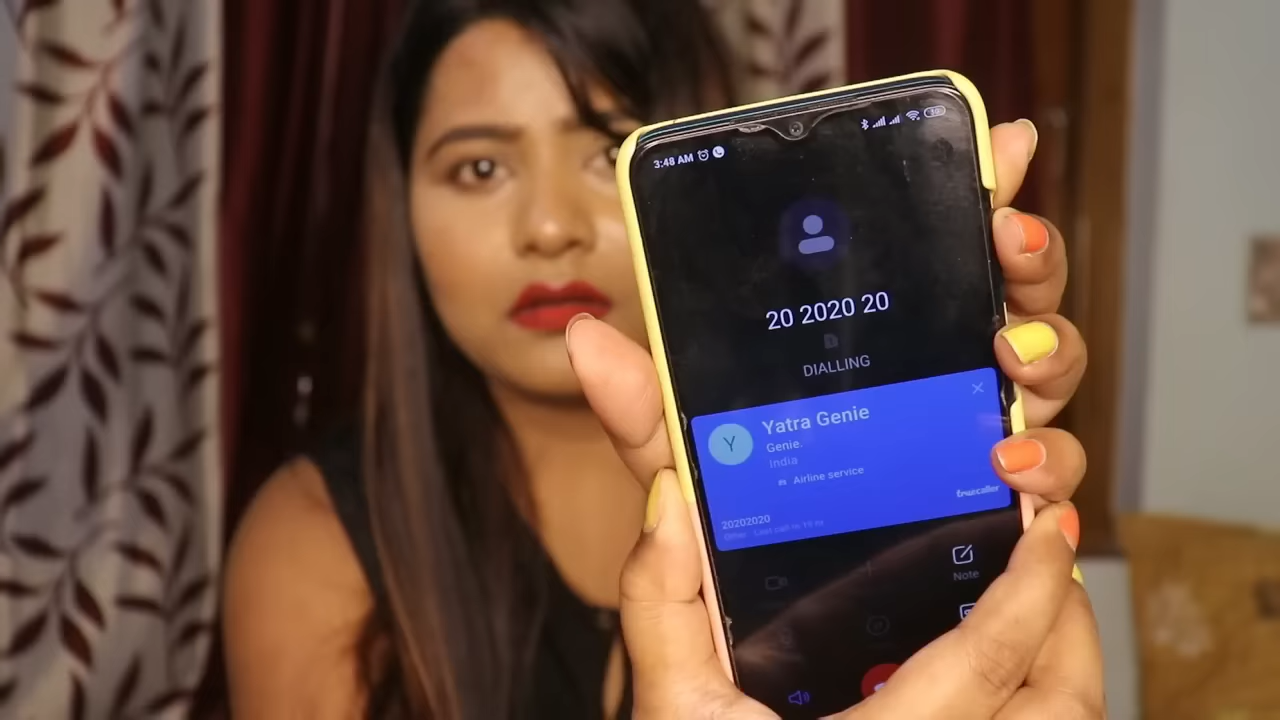 3:48 AM
20 2020 20
DIALLING
Y
Yatra Genie
Genie.
India
Airline service
truecaller
20202020
Note